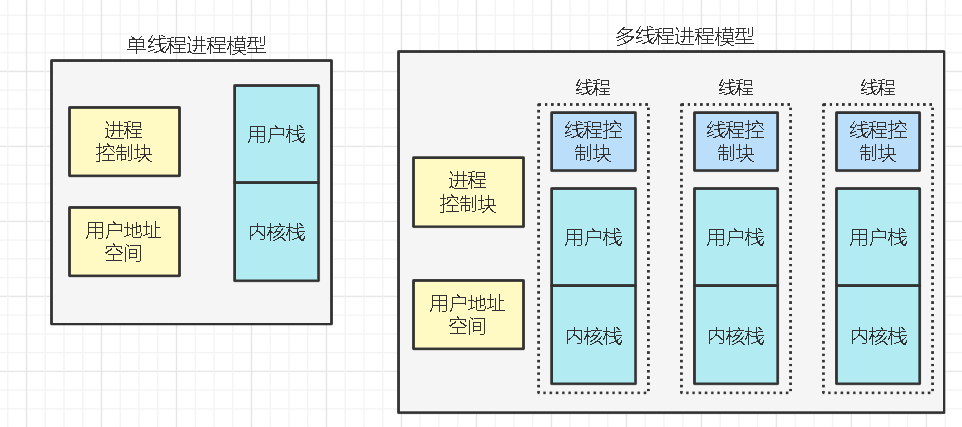 单线程进程模型
进程
控制块
用户地址
空间
用户栈
内核栈
多线程进程模型
进程
控制块
用户地址
空间
线程
线程控
制块
用户栈
内核栈
线程
线程控
制块
用户栈
内核栈
线程
线程控
制块
用户栈
内核栈